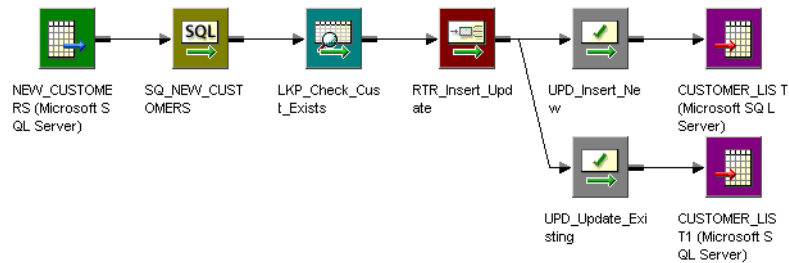 SQL
NEW_CUSTOME
RS (Microsoft S
QL Server)
SQ_NEW_CUST
OMERS
LKP_Check_Cus
t_Exists
RTR_Insert_Upd
ate
UPD_Insert_Ne
w
CUSTOMER_LIS T
(Microsoft SQ L
Server)
UPD_Update_Exi
sting
CUSTOMER_LIS
T1 (Microsoft S
QL Server)